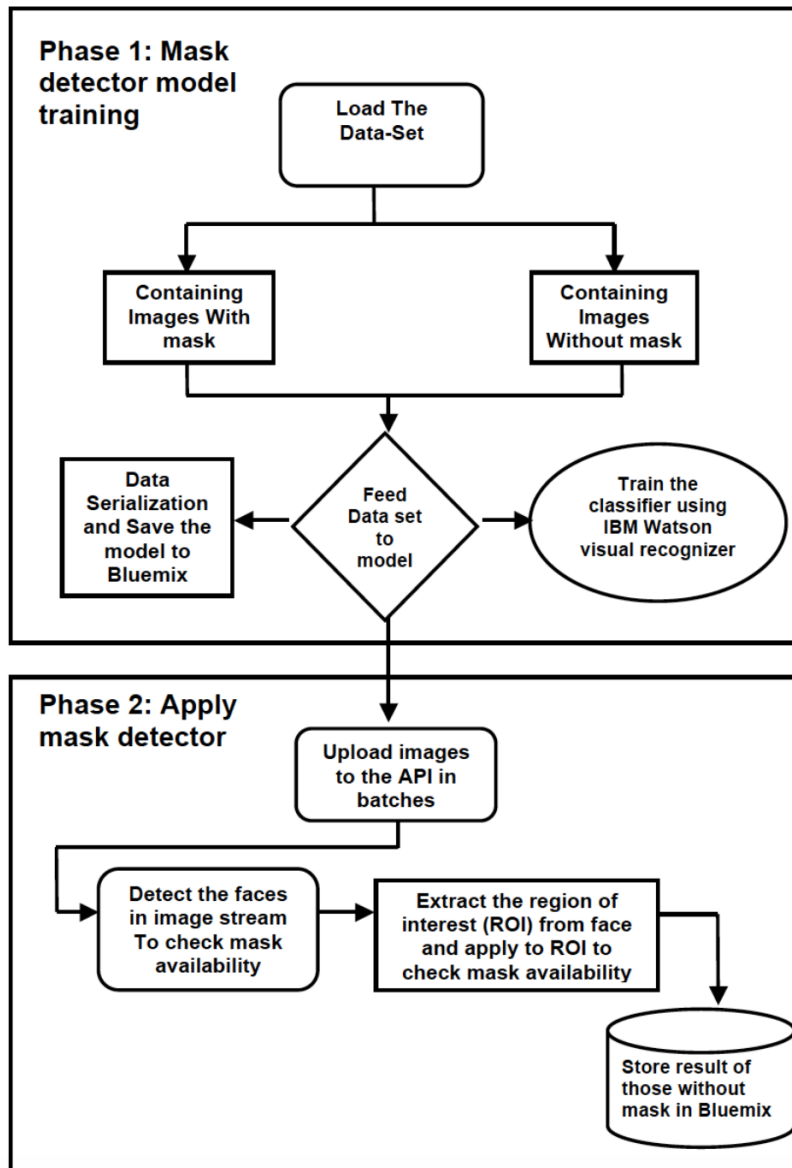 Phase 1: Mask
detector model
training
Load The
Data-Set
Containing
Images With
mask
Containing
Images
Without mask
Data
Serialization
and Save the
model to
Bluemix
Feed
Data set
to
model
Train the
classifier using
IBM Watson
visual recognizer
Phase 2: Apply
mask detector
Upload images
to the API in
batches
Detect the faces
in image stream
To check mask
availability
Extract the region of
interest (ROI) from face
and apply to ROI to
check mask availability
Store result of
those without
mask in Bluemix